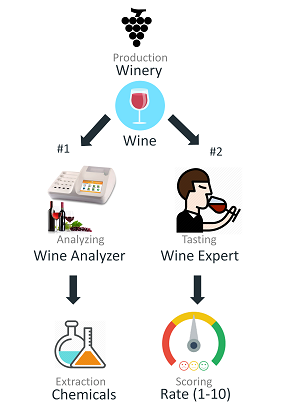 Production
Winery
Wine
#1
#2
Analyzing
Wine Analyzer
Tasting
Wine Expert
Extraction
Chemicals
Scoring
Rate (1-10)